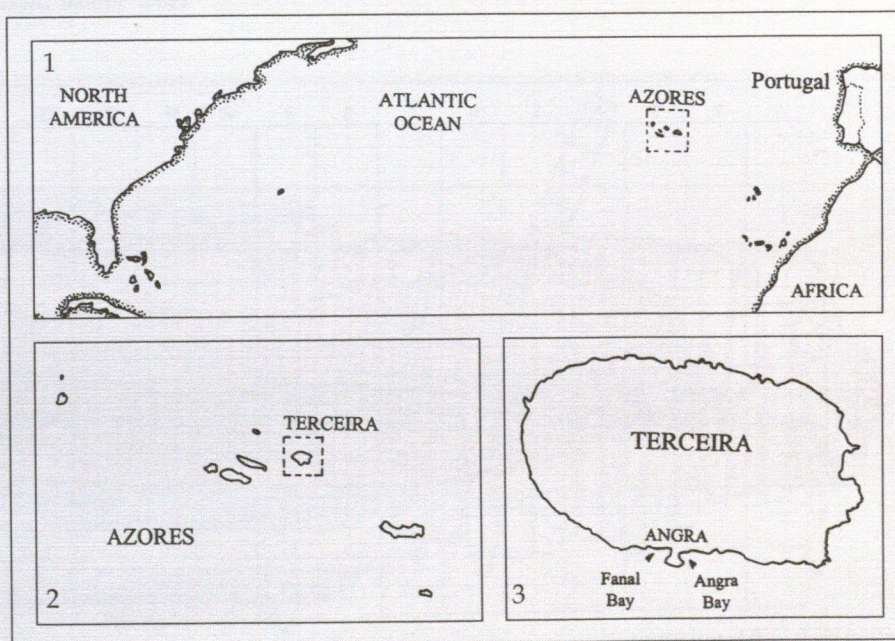 1
NORTH
AMERICA
ATLANTIC
OCEAN
AZORES
Portugal
AFRICA
TERCEIRA
AZORES
2
TERCEIRA
ANGRA
Fanal
Bay
Angra
Bay
3